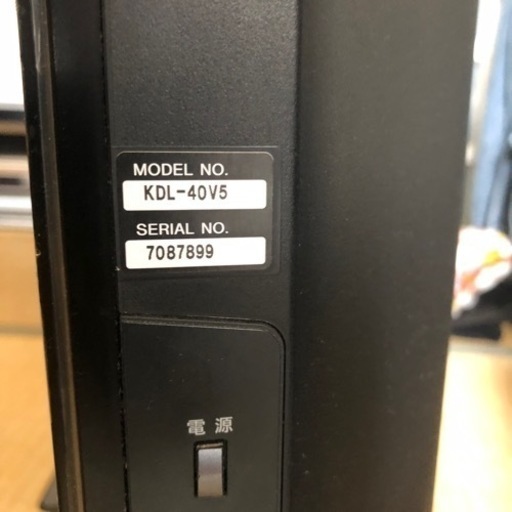 MODEL NO.
KDL-40V5
SERIAL NO.
7087899
電源